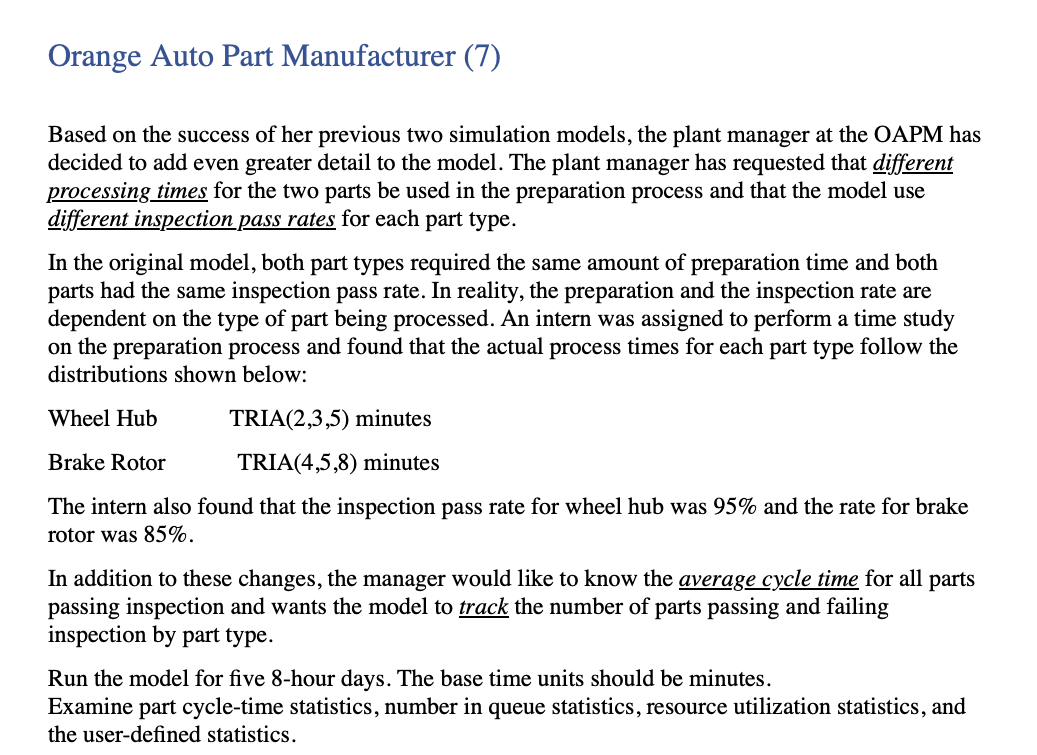 Orange Auto Part Manufacturer (7)
Based on the success of her previous two simulation models, the plant manager at the OAPM has
decided to add even greater detail to the model. The plant manager has requested that different
processing times for the two parts be used in the preparation process and that the model use
different inspection pass rates for each part type.
In the original model, both part types required the same amount of preparation time and both
parts had the same inspection pass rate. In reality, the preparation and the inspection rate are
dependent on the type of part being processed. An intern was assigned to perform a time study
on the preparation process and found that the actual process times for each part type follow the
distributions shown below:
Wheel Hub TRIA(2,3,5) minutes
Brake Rotor TRIA(4,5,8) minutes
The intern also found that the inspection pass rate for wheel hub was 95% and the rate for brake
rotor was 85%.
In addition to these changes, the manager would like to know the average cycle time for all parts
passing inspection and wants the model to track the number of parts passing and failing
inspection by part type.
Run the model for five 8-hour days. The base time units should be minutes.
Examine part cycle-time statistics, number in queue statistics, resource utilization statistics, and
the user-defined statistics.